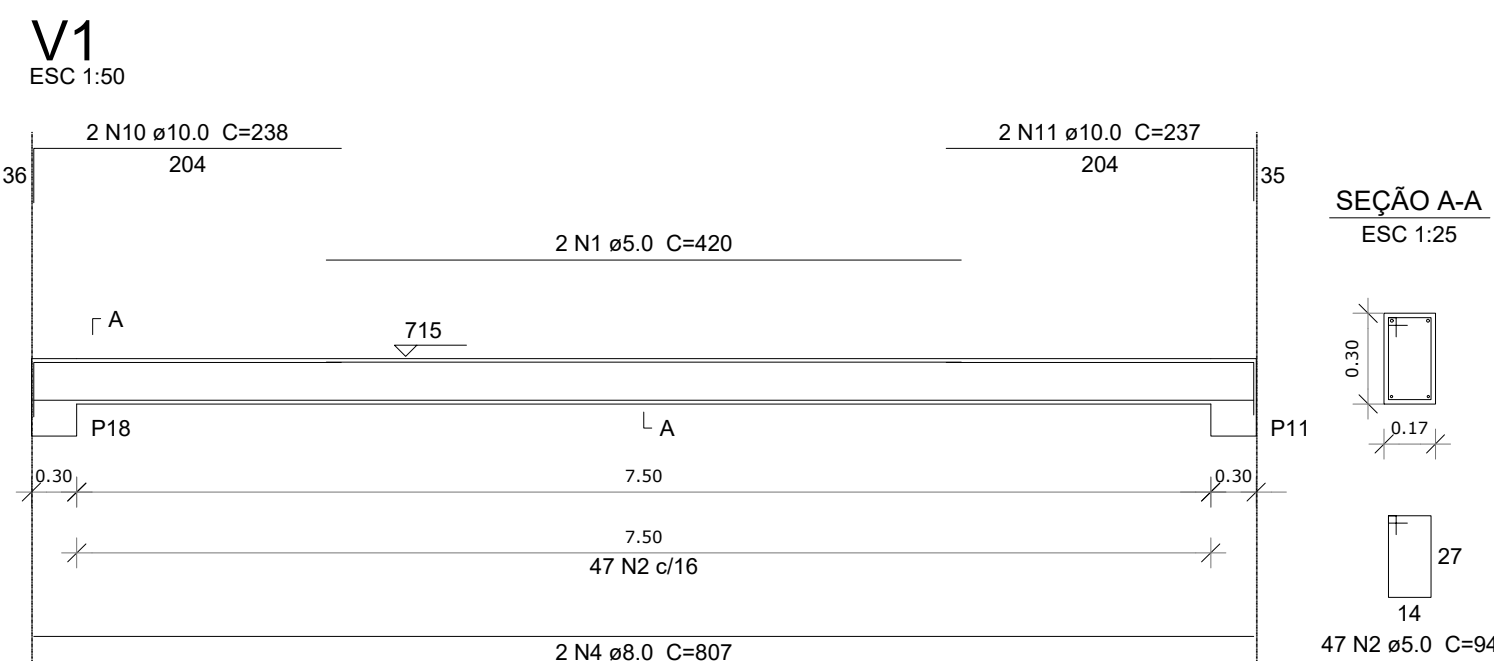 V1
ESC 1:50
2 N10 ø10.0 C=238
204
36
2 N11 ø10.0 C=237
204
35
2 N1 ø5.0 C=420
A
715
P18
A
P11
0.30
7.50
0.30
7.50
47 N2 c/16
2 N4 ø8.0 C=807
SEÇÃO A-A
ESC 1:25
0.30
0.17
27
14
47 N2 ø5.0 C=94